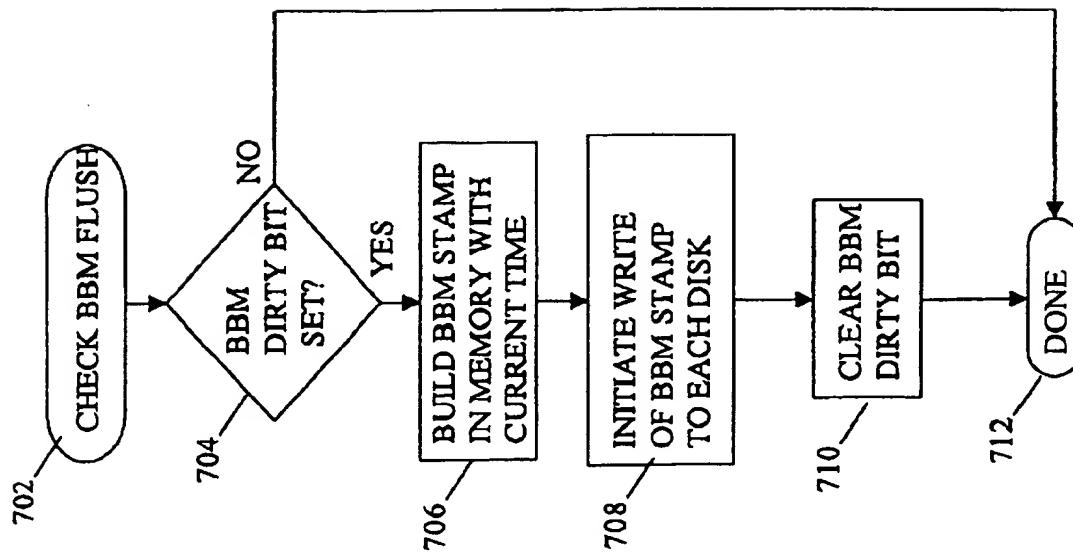 702
CHECK BBM FLUSH
704
BBM
DIRTY BIT
SET?
NO
YES
706
BUILD BBM STAMP
IN MEMORY WITH
CURRENT TIME
708
INITIATE WRITE
OF BBM STAMP
TO EACH DISK
710
CLEAR BBM
DIRTY BIT
712
DONE